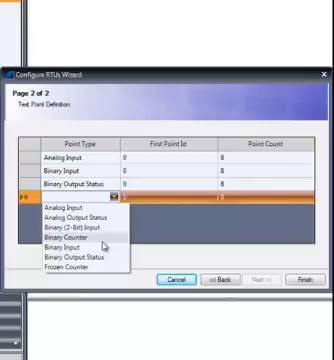 Configure RTUs Wizard x
Page 2 of 2
Test Point Definition
Point Type First Point Id Point Count
Analog Input 0 8
Binary Input 0 8
Binary Output Status 0 8
0 0
Analog Input
Analog Output Status
Binary (2-Bit) Input
Binary Counter
Binary Input
Binary Output Status
Frozen Counter
Cancel << Back Next >> Finish